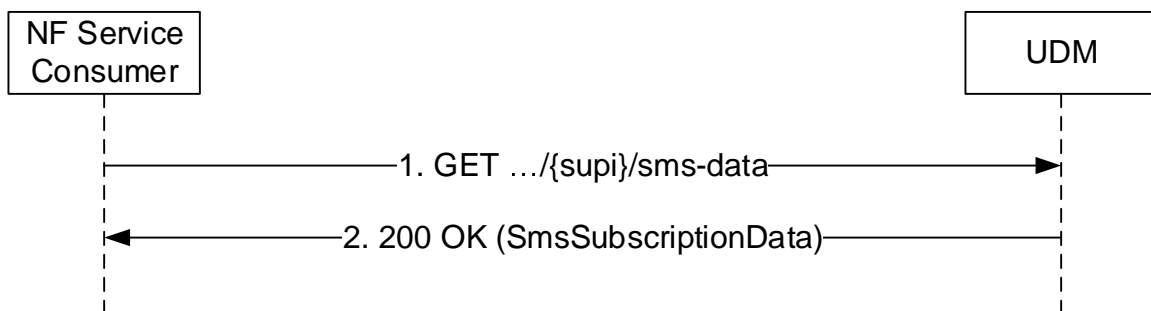 NF Service
Consumer
UDM
1. GET …/{supi}/sms-data
2. 200 OK (SmsSubscriptionData)